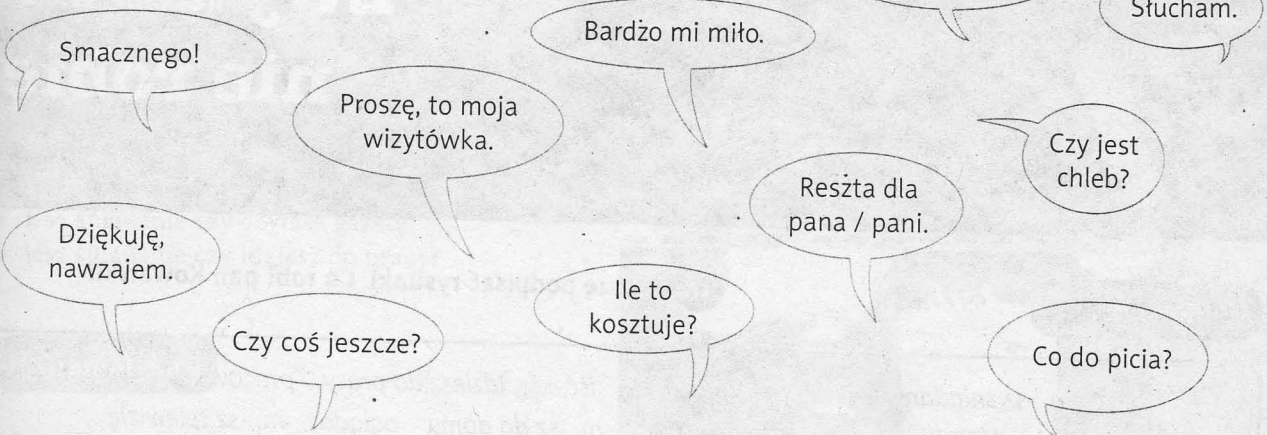 Słucham.
Bardzo mi miło.
Smacznego!
Proszę, to moja
wizytówka.
Czy jest
chleb?
Reszta dla
pana / pani.
Dziękuję,
nawzajem.
Ile to
kosztuje?
Czy coś jeszcze?
Co do picia?